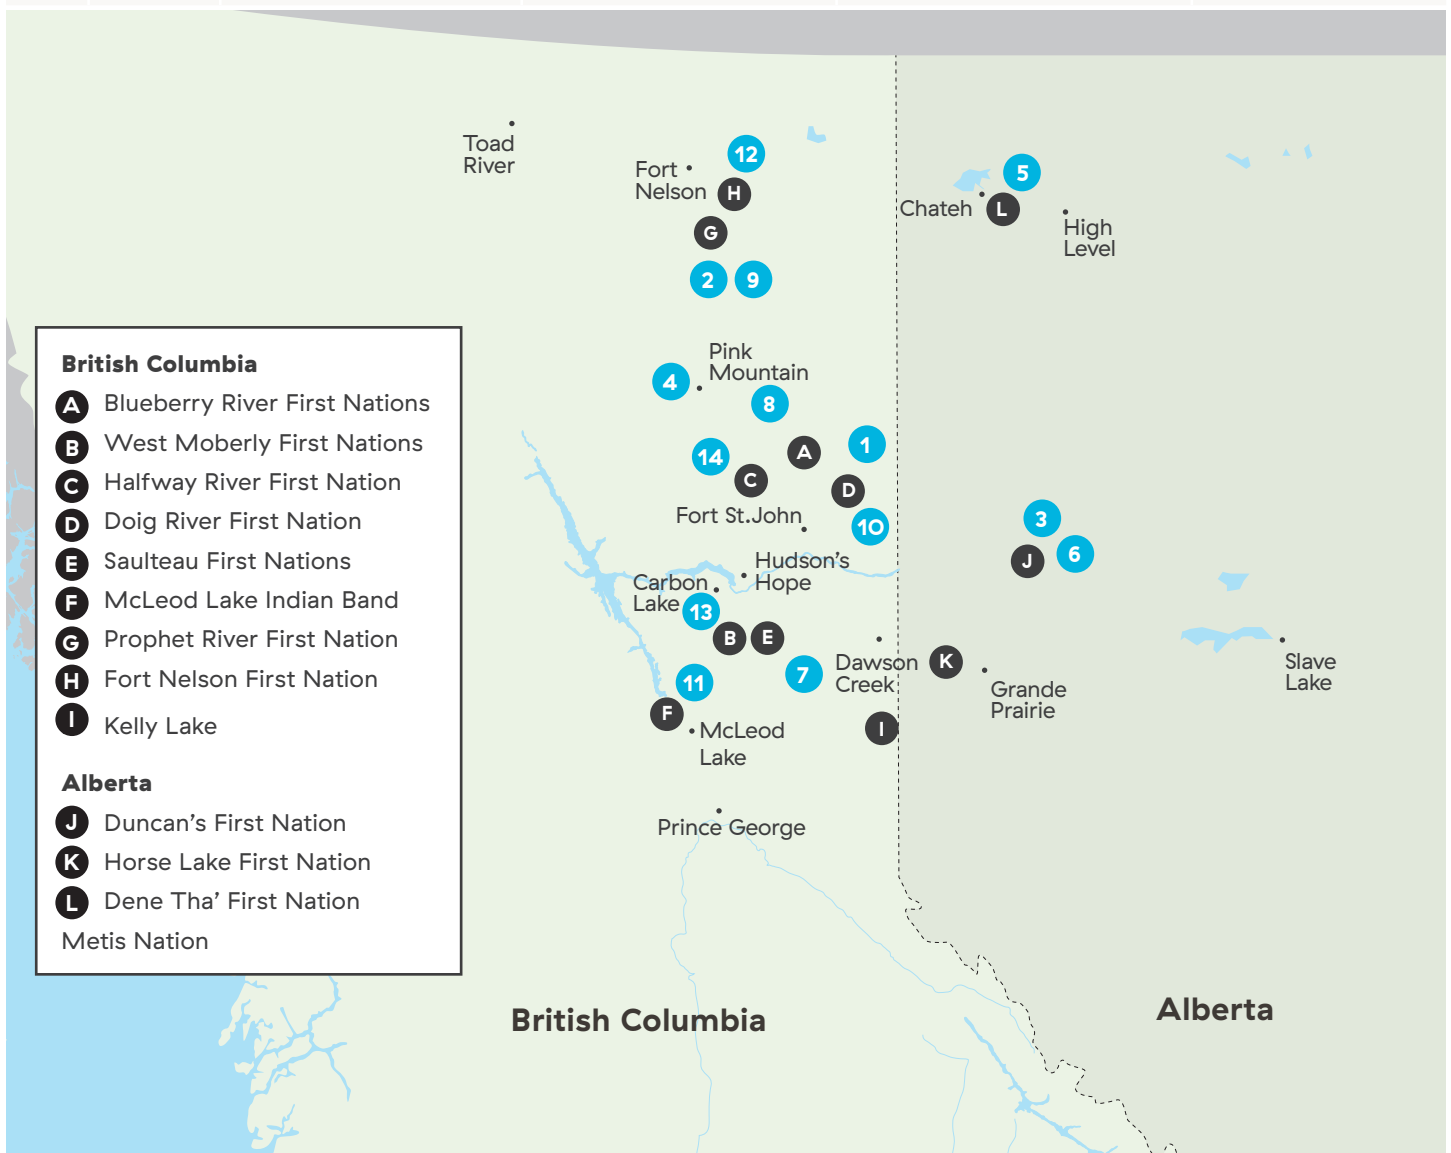 Toad
River
Fort
Nelson
12
H
G
2
9
5
Chateh
L
High
Level
British Columbia
A Blueberry River First Nations
B West Moberly First Nations
C Halfway River First Nation
D Doig River First Nation
E Saulteau First Nations
F McLeod Lake Indian Band
G Prophet River First Nation
H Fort Nelson First Nation
I Kelly Lake
Alberta
J Duncan's First Nation
K Horse Lake First Nation
L Dene Tha' First Nation
Metis Nation
Pink
Mountain
4
8
14
A
1
C
D
Fort St.John
10
3
6
J
Hudson's
Hope
Carbon
Lake
13
B
E
7
Dawson
Creek
K
Grande
Prairie
Slave
Lake
11
F
McLeod
Lake
I
Prince George
British Columbia
Alberta